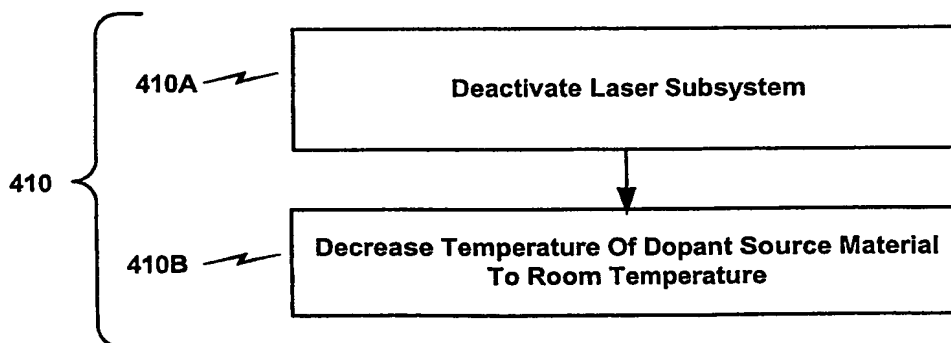 410
410A
Deactivate Laser Subsystem
410B
Decrease Temperature Of Dopant Source Material
To Room Temperature